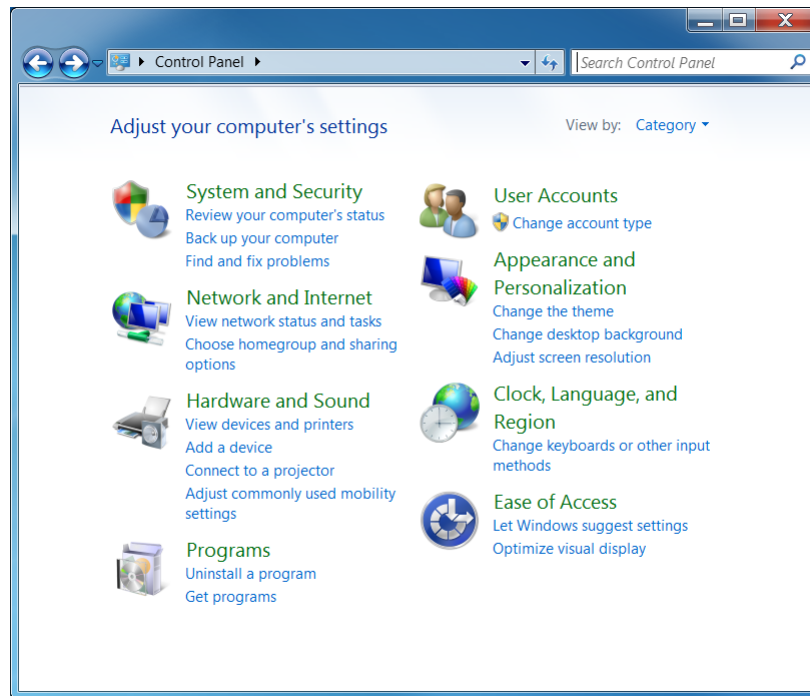 Control Panel
Search Control Panel
Adjust your computer's settings
View by: Category
System and Security
Review your computer's status
Back up your computer
Find and fix problems
Network and Internet
View network status and tasks
Choose homegroup and sharing
options
Hardware and Sound
View devices and printers
Add a device
Connect to a projector
Adjust commonly used mobility
settings
Programs
Uninstall a program
Get programs
User Accounts
Change account type
Appearance and
Personalization
Change the theme
Change desktop background
Adjust screen resolution
Clock, Language, and
Region
Change keyboards or other input
methods
Ease of Access
Let Windows suggest settings
Optimize visual display